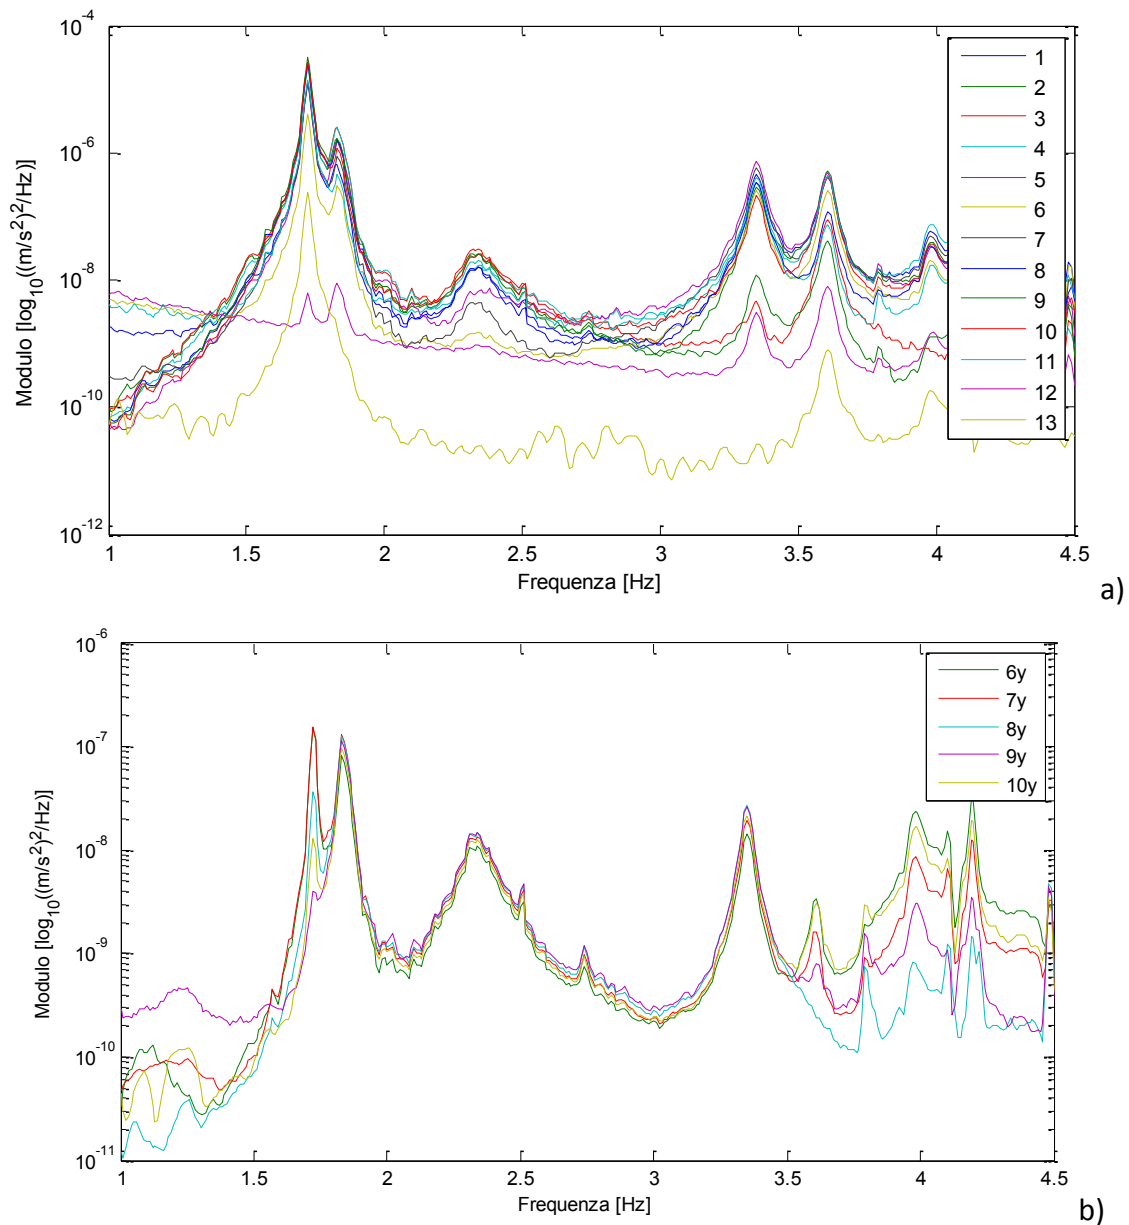 10^-4
10^-6
10^-8
10^-10
10^-12
Modulo [log10((m/s^2)^2/Hz)]
1
2
3
4
5
6
7
8
9
10
11
12
13
1 1.5 2 2.5 3 3.5 4 4.5
Frequenza [Hz]
a)
10^-6
10^-7
10^-8
10^-9
10^-10
10^-11
Modulo [log10((m/s^2)^2/Hz)]
6y
7y
8y
9y
10y
1 1.5 2 2.5 3 3.5 4 4.5
Frequenza [Hz]
b)